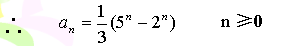 ∴ aₙ = 1/3 (5ⁿ − 2ⁿ) n ≥ 0